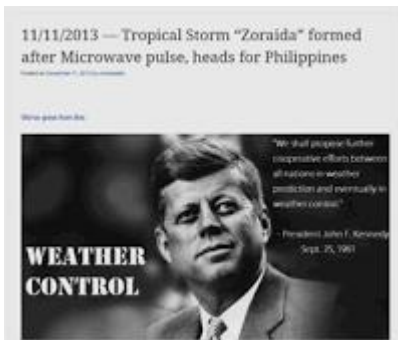 11/11/2013 — Tropical Storm “Zoraida” formed
after Microwave pulse, heads for Philippines
"We shall propose further
cooperative efforts between
all nations in weather
prediction and eventually in
weather control."
- President John F. Kennedy
Sept. 25, 1961
WEATHER
CONTROL